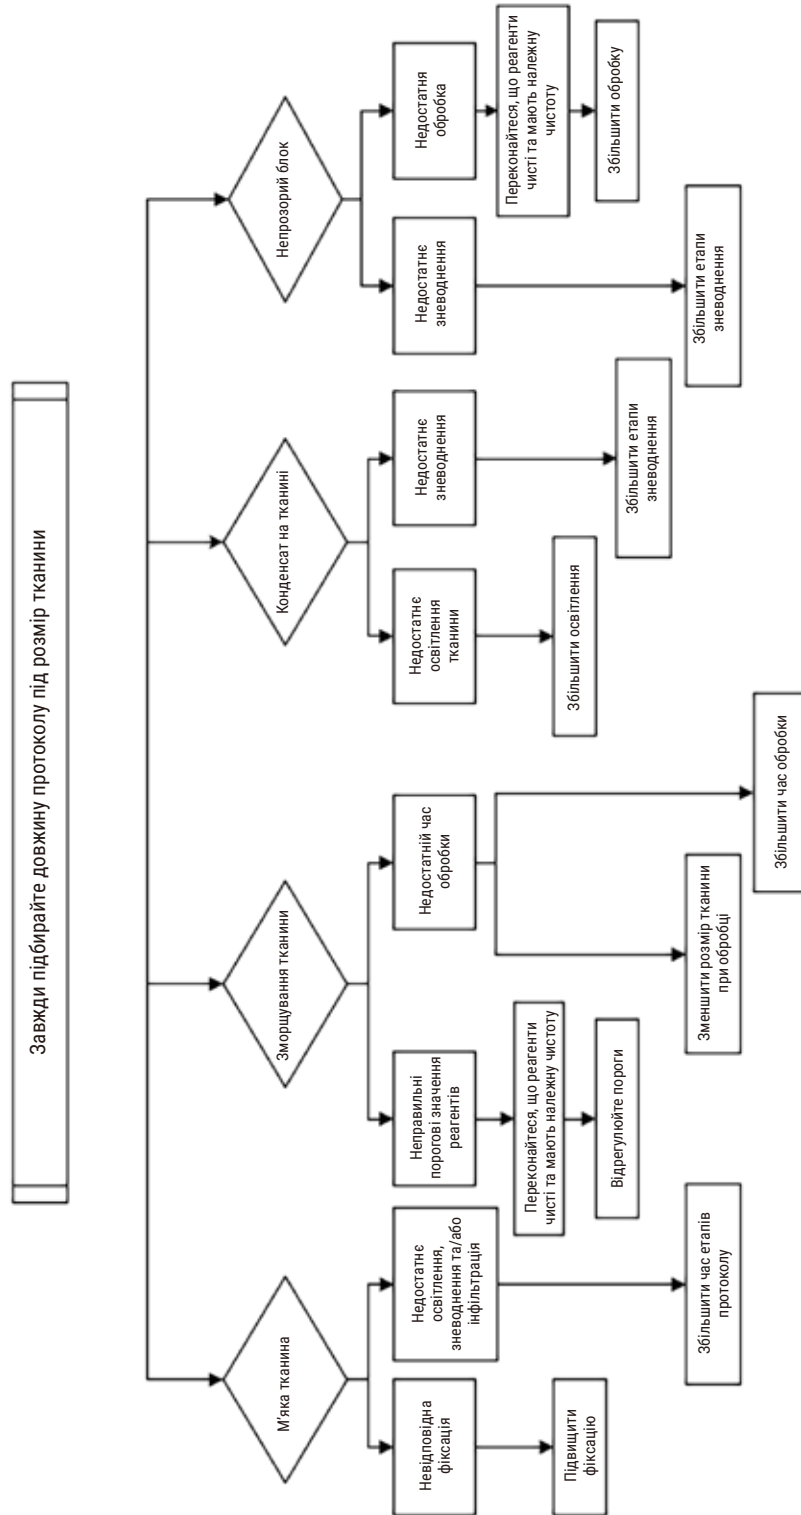 Завжди підбирайте довжину протоколу під розмір тканини
М'яка тканина
Невідповідна
фіксація
Підвищити
фіксацію
Недостатнє
освітлення,
зневоднення та/або
інфільтрація
Збільшити час етапів
протоколу
Зморщування тканини
Неправильні
порогові значення
реагентів
Переконайтеся, що реагенти
чисті та мають належну чистоту
Відрегулюйте пороги
Недостатній час
обробки
Зменшити розмір тканини
при обробці
Збільшити час обробки
Конденсат на тканині
Недостатнє
освітлення
тканини
Збільшити освітлення
Недостатнє
зневоднення
Збільшити етапи
зневоднення
Непрозорий блок
Недостатнє
зневоднення
Збільшити етапи
зневоднення
Недостатня
обробка
Переконайтеся, що реагенти
чисті та мають належну
чистоту
Збільшити обробку